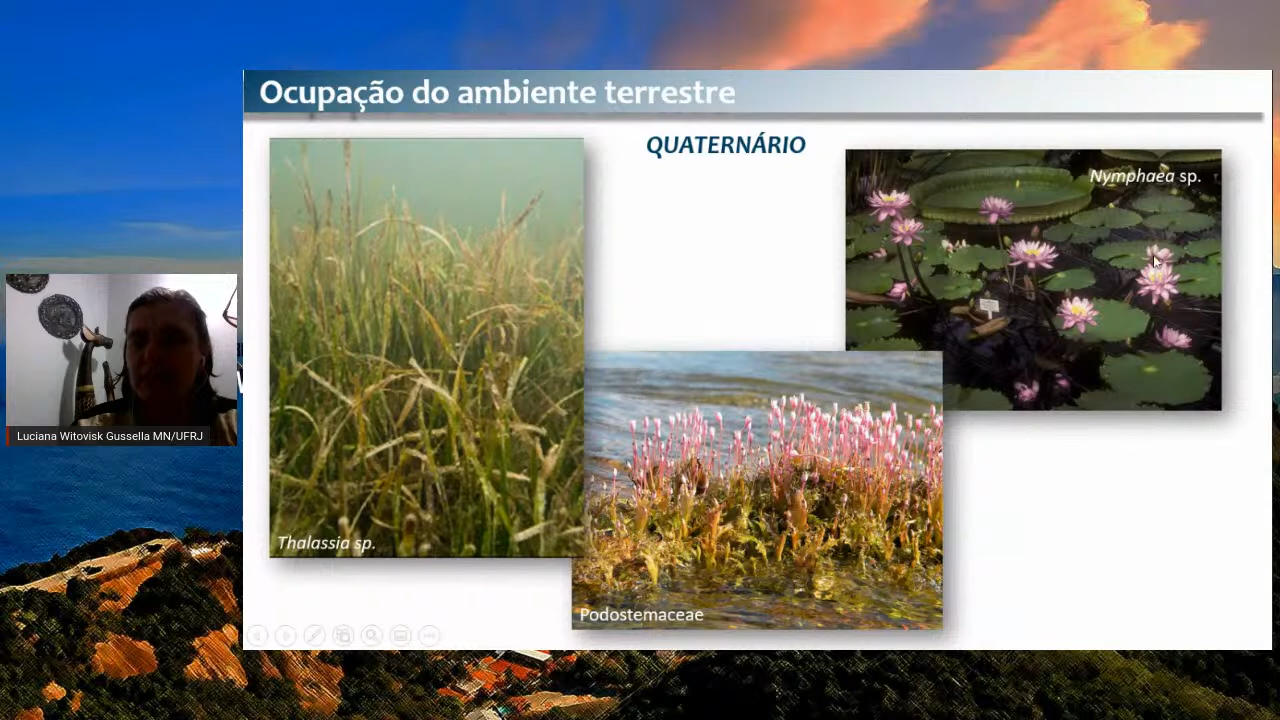 Ocupação do ambiente terrestre
QUATERNÁRIO
Nymphaea sp.
Luciana Witovisk Gussella MN/UFRJ
Thalassia sp.
Podostemaceae